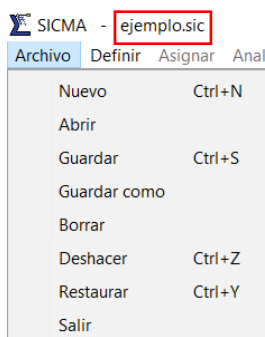 SICMA - ejemplo.sic
Archivo Definir Asignar Anal
Nuevo Ctrl+N
Abrir
Guardar Ctrl+S
Guardar como
Borrar
Deshacer Ctrl+Z
Restaurar Ctrl+Y
Salir